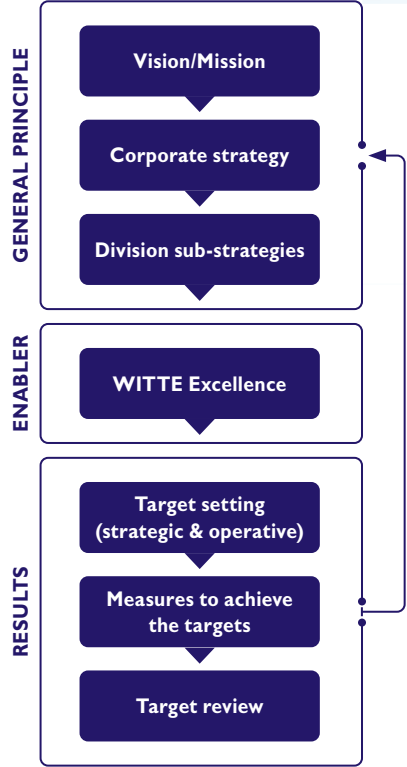 GENERAL PRINCIPLE
Vision/Mission
Corporate strategy
Division sub-strategies
ENABLER
WITTE Excellence
RESULTS
Target setting
(strategic & operative)
Measures to achieve
the targets
Target review